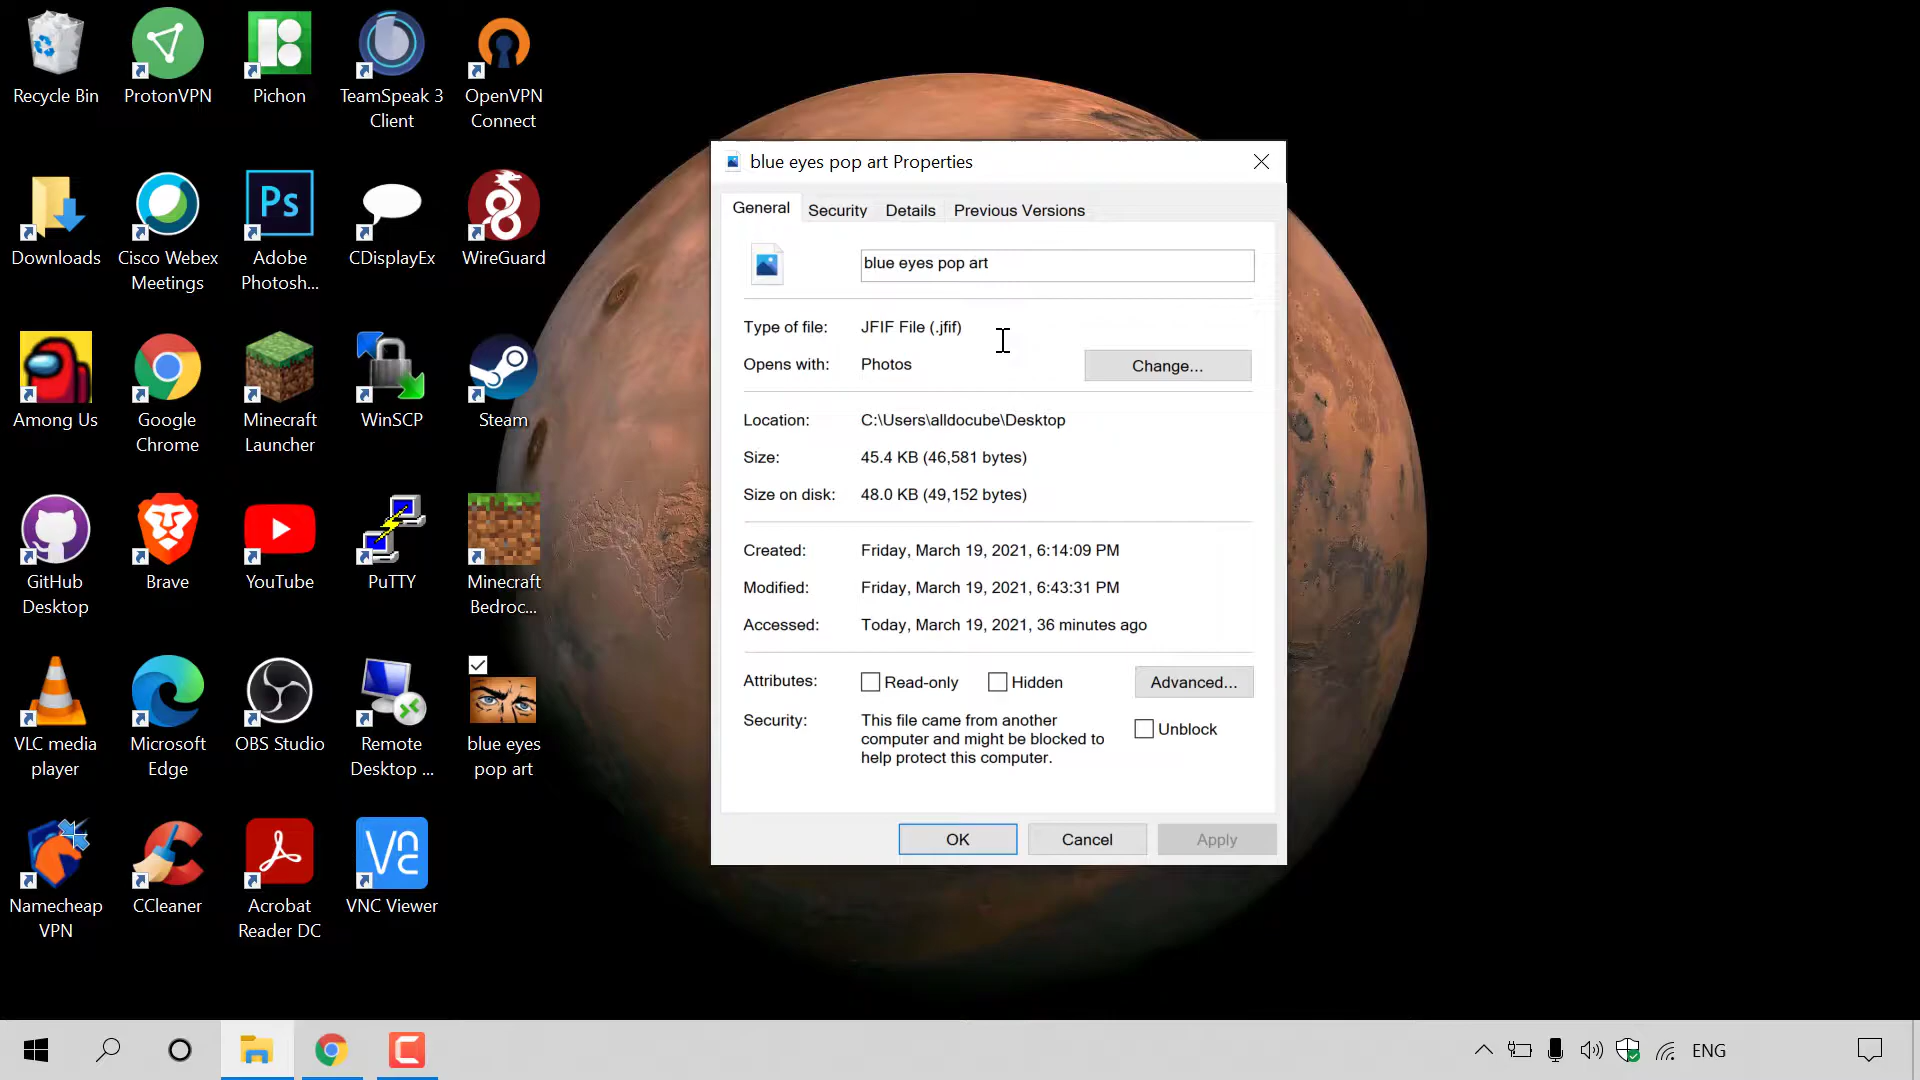 Recycle Bin
ProtonVPN
Pichon
TeamSpeak 3
Client
OpenVPN
Connect
Downloads
Cisco Webex
Meetings
Ps
Adobe
Photosh...
CDisplayEx
WireGuard
Among Us
Google
Chrome
Minecraft
Launcher
WinSCP
Steam
GitHub
Desktop
Brave
YouTube
PuTTY
Minecraft
Bedroc...
VLC media
player
Microsoft
Edge
OBS Studio
Remote
Desktop ...
blue eyes
pop art
Namecheap
VPN
CCleaner
Acrobat
Reader DC
VNC Viewer
blue eyes pop art Properties
General Security Details Previous Versions
blue eyes pop art
Type of file: JFIF File (.jfif)
Opens with: Photos Change...
Location: C:\Users\alldocube\Desktop
Size: 45.4 KB (46,581 bytes)
Size on disk: 48.0 KB (49,152 bytes)
Created: Friday, March 19, 2021, 6:14:09 PM
Modified: Friday, March 19, 2021, 6:43:31 PM
Accessed: Today, March 19, 2021, 36 minutes ago
Attributes: Read-only Hidden Advanced...
Security: This file came from another
computer and might be blocked to
help protect this computer.
Unblock
OK Cancel Apply
ENG